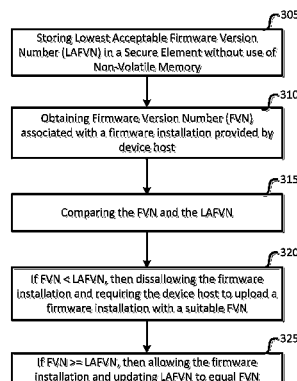 305
Storing Lowest Acceptable Firmware Version
Number (LAFVN) in a Secure Element without use of
Non-Volatile Memory
310
Obtaining Firmware Version Number (FVN)
associated with a firmware installation provided by
device host
315
Comparing the FVN and the LAFVN
320
If FVN < LAFVN, then dissallowing the firmware
installation and requiring the device host to upload a
firmware installation with a suitable FVN
325
If FVN >= LAFVN, then allowing the firmware
installation and updating LAFVN to equal FVN